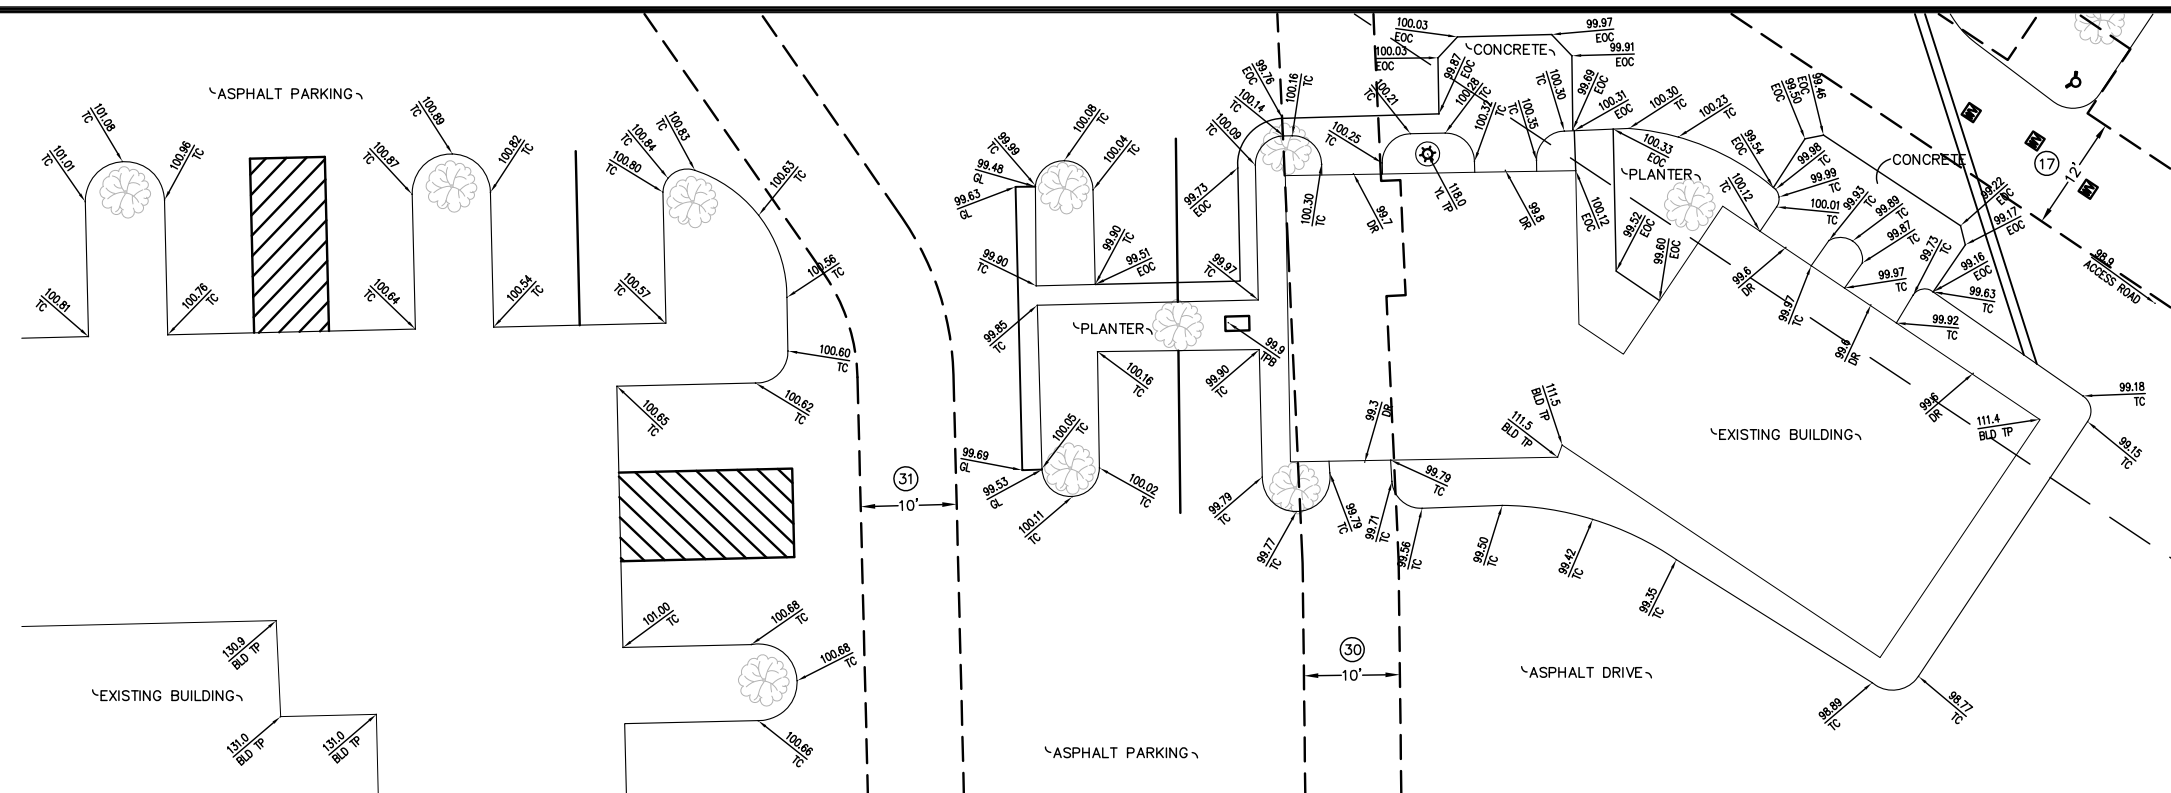 ASPHALT PARKING
101.08
TC
101.01
TC
100.96
TC
100.81
TC
100.76
TC
100.89
TC
100.87
TC
100.82
TC
100.64
TC
100.54
TC
100.83
TC
100.84
TC
100.80
TC
100.63
TC
100.56
TC
100.57
TC
100.60
TC
100.62
TC
100.65
TC
101.00
TC
100.68
TC
100.68
TC
100.66
TC
130.9
BLD TP
EXISTING BUILDING
131.0
BLD TP
131.0
BLD TP
31
10'
99.99
TC
99.48
GL
99.63
GL
100.08
TC
100.04
TC
99.90
TC
99.90
TC
99.51
EOC
99.85
TC
PLANTER
99.97
TC
99.9
TPB
100.16
TC
99.90
TC
100.05
TC
99.69
GL
99.53
GL
100.11
TC
100.02
TC
99.79
TC
99.77
TC
99.79
TC
99.71
TC
99.79
TC
99.3
DR
99.56
TC
99.50
TC
99.42
TC
99.35
TC
30
10'
ASPHALT PARKING
ASPHALT DRIVE
99.76
EOC
100.16
TC
100.14
TC
100.09
TC
99.73
EOC
100.30
TC
100.25
TC
100.21
TC
99.7
DR
118.0
YL TP
100.03
EOC
100.03
EOC
CONCRETE
99.97
EOC
99.91
EOC
99.87
EOC
100.28
TC
100.32
TC
100.35
TC
100.30
TC
99.69
EOC
100.31
EOC
100.30
TC
100.23
TC
99.8
DR
100.12
EOC
100.33
EOC
PLANTER
99.52
EOC
99.60
EOC
100.12
TC
99.54
EOC
99.50
EOC
99.46
EOC
99.98
TC
99.99
TC
100.01
TC
99.93
TC
99.89
TC
99.87
TC
99.97
TC
99.97
TC
99.6
DR
99.6
DR
99.6
DR
CONCRETE
99.22
EOC
99.17
EOC
99.73
TC
99.16
EOC
99.63
TC
99.92
TC
17
12'
98.9
ACCESS ROAD
99.18
TC
99.15
TC
111.4
BLD TP
111.5
BLD TP
111.5
BLD TP
EXISTING BUILDING
98.89
TC
98.77
TC